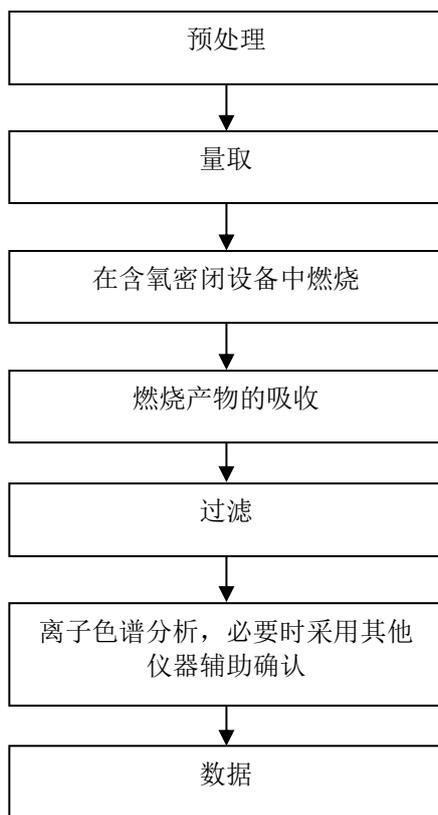 预处理
量取
在含氧密闭设备中燃烧
燃烧产物的吸收
过滤
离子色谱分析，必要时采用其他
仪器辅助确认
数据